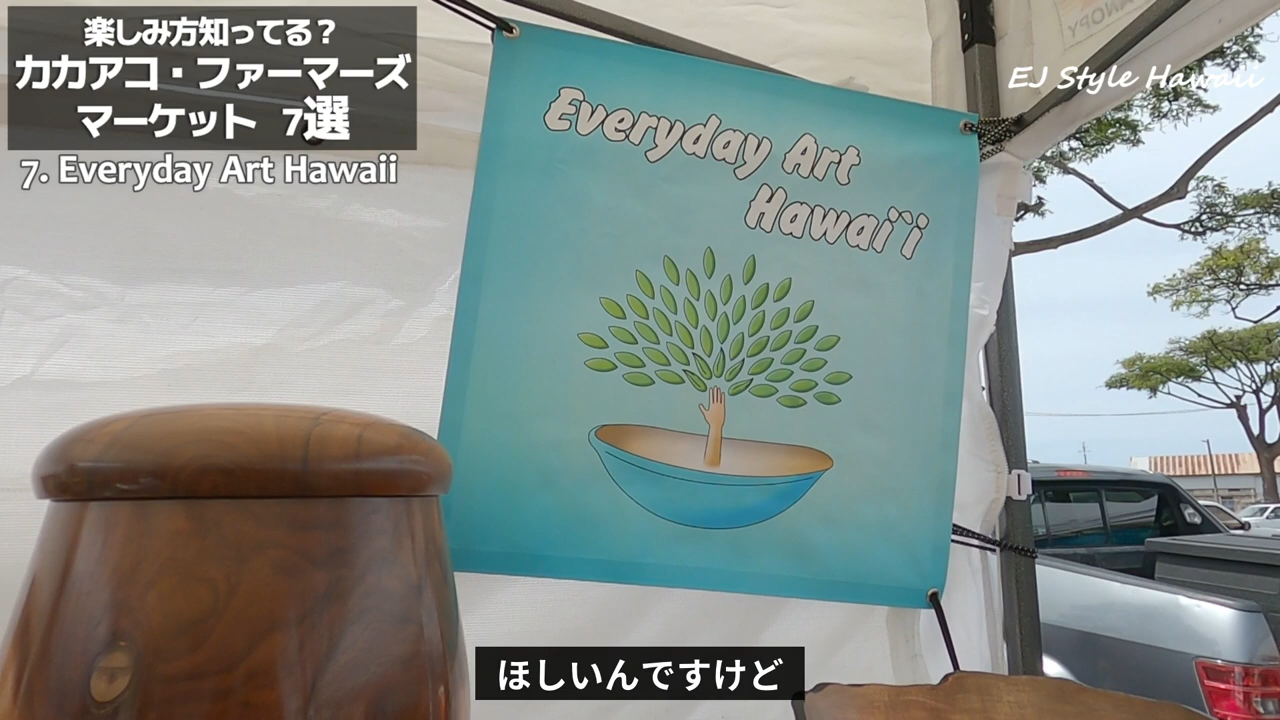 楽しみ方知ってる？
カカアコ・ファーマーズ
マーケット 7選
7. Everyday Art Hawaii
EJ Style Hawaii
CANOPY
Everyday Art
Hawai`i
ほしいんですけど